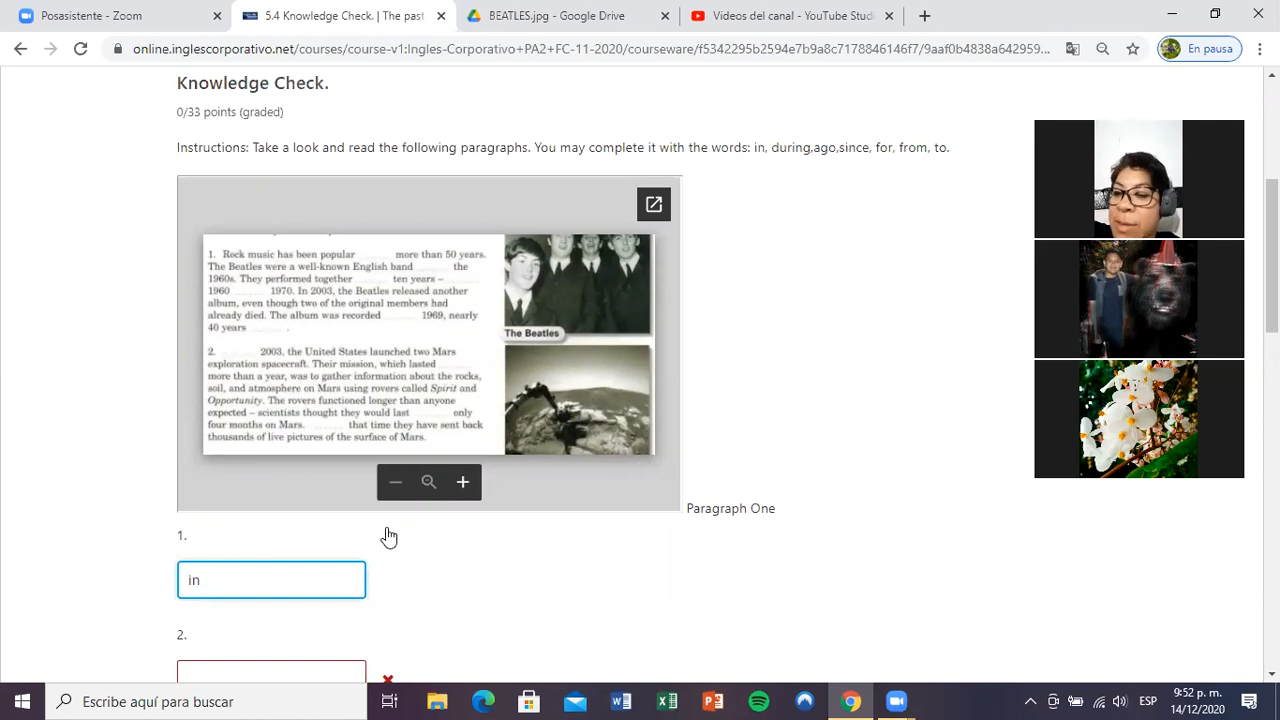 Posasistente - Zoom
5.4 Knowledge Check. | The past
BEATLES.jpg - Google Drive
Videos del canal - YouTube Studi
online.inglescorporativo.net/courses/course-v1:Ingles-Corporativo+PA2+FC-11-2020/courseware/f5342295b2594e7b9a8c7178846146f7/9aaf0b4838a642959...
En pausa
Knowledge Check.
0/33 points (graded)
Instructions: Take a look and read the following paragraphs. You may complete it with the words: in, during,ago,since, for, from, to.
1. Rock music has been popular ........ more than 50 years.
The Beatles were a well-known English band ........ the
1960s. They performed together ........ ten years – ........
1960 ........ 1970. In 2003, the Beatles released another
album, even though two of the original members had
already died. The album was recorded ........ 1969, nearly
40 years ........ .
The Beatles
2. ........ 2003, the United States launched two Mars
exploration spacecraft. Their mission, which lasted ........
more than a year, was to gather information about the rocks,
soil, and atmosphere on Mars using rovers called Spirit and
Opportunity. The rovers functioned longer than anyone
expected – scientists thought they would last ........ only
four months on Mars. ........ that time they have sent back
thousands of live pictures of the surface of Mars.
Paragraph One
1.
in
2.
Escribe aquí para buscar
ESP
9:52 p. m.
14/12/2020